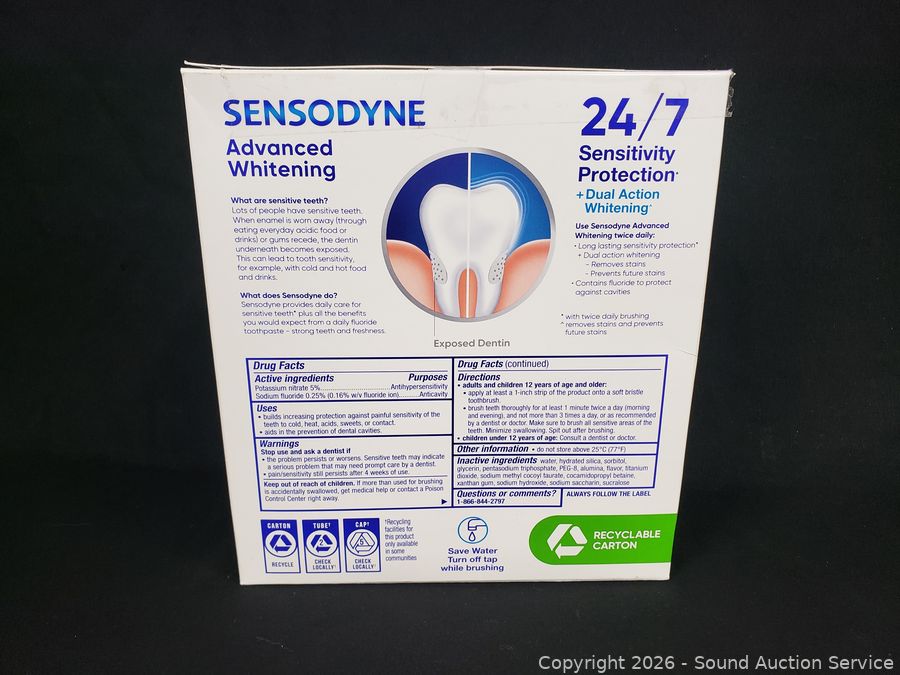 SENSODYNE
Advanced
Whitening
What are sensitive teeth?
Lots of people have sensitive teeth.
When enamel is worn away (through
eating everyday acidic food or
drinks) or gums recede, the dentin
underneath becomes exposed.
This can lead to tooth sensitivity,
for example, with cold and hot food
and drinks.
What does Sensodyne do?
Sensodyne provides daily care for
sensitive teeth* plus all the benefits
you would expect from a daily fluoride
toothpaste - strong teeth and freshness.
Exposed Dentin
24/7
Sensitivity
Protection*
+Dual Action
Whitening^
Use Sensodyne Advanced
Whitening twice daily:
• Long lasting sensitivity protection*
+ Dual action whitening
- Removes stains
- Prevents future stains
• Contains fluoride to protect
against cavities
* with twice daily brushing
^ removes stains and prevents
future stains
Drug Facts
Active ingredients Purposes
Potassium nitrate 5%...Antihypersensitivity
Sodium fluoride 0.25% (0.16% w/v fluoride ion)...Anticavity
Uses
• builds increasing protection against painful sensitivity of the
teeth to cold, heat, acids, sweets, or contact.
• aids in the prevention of dental cavities.
Warnings
Stop use and ask a dentist if
• the problem persists or worsens. Sensitive teeth may indicate
a serious problem that may need prompt care by a dentist.
• pain/sensitivity still persists after 4 weeks of use.
Keep out of reach of children. If more than used for brushing
is accidentally swallowed, get medical help or contact a Poison
Control Center right away.
Drug Facts (continued)
Directions
• adults and children 12 years of age and older:
• apply at least a 1-inch strip of the product onto a soft bristle
toothbrush.
• brush teeth thoroughly for at least 1 minute twice a day (morning
and evening), and not more than 3 times a day, or as recommended
by a dentist or doctor. Make sure to brush all sensitive areas of the
teeth. Minimize swallowing. Spit out after brushing.
• children under 12 years of age: Consult a dentist or doctor.
Other information • do not store above 25°C (77°F)
Inactive ingredients water, hydrated silica, sorbitol,
glycerin, pentasodium triphosphate, PEG-8, alumina, flavor, titanium
dioxide, sodium methyl cocoyl taurate, cocamidopropyl betaine,
xanthan gum, sodium hydroxide, sodium saccharin, sucralose
Questions or comments?
1-866-844-2797
ALWAYS FOLLOW THE LABEL
CARTON
RECYCLE
TUBE†
2
CHECK
LOCALLY†
CAP†
5
CHECK
LOCALLY†
†Recycling
facilities for
this product
only available
in some
communities
Save Water
Turn off tap
while brushing
RECYCLABLE
CARTON
Copyright 2026 - Sound Auction Service